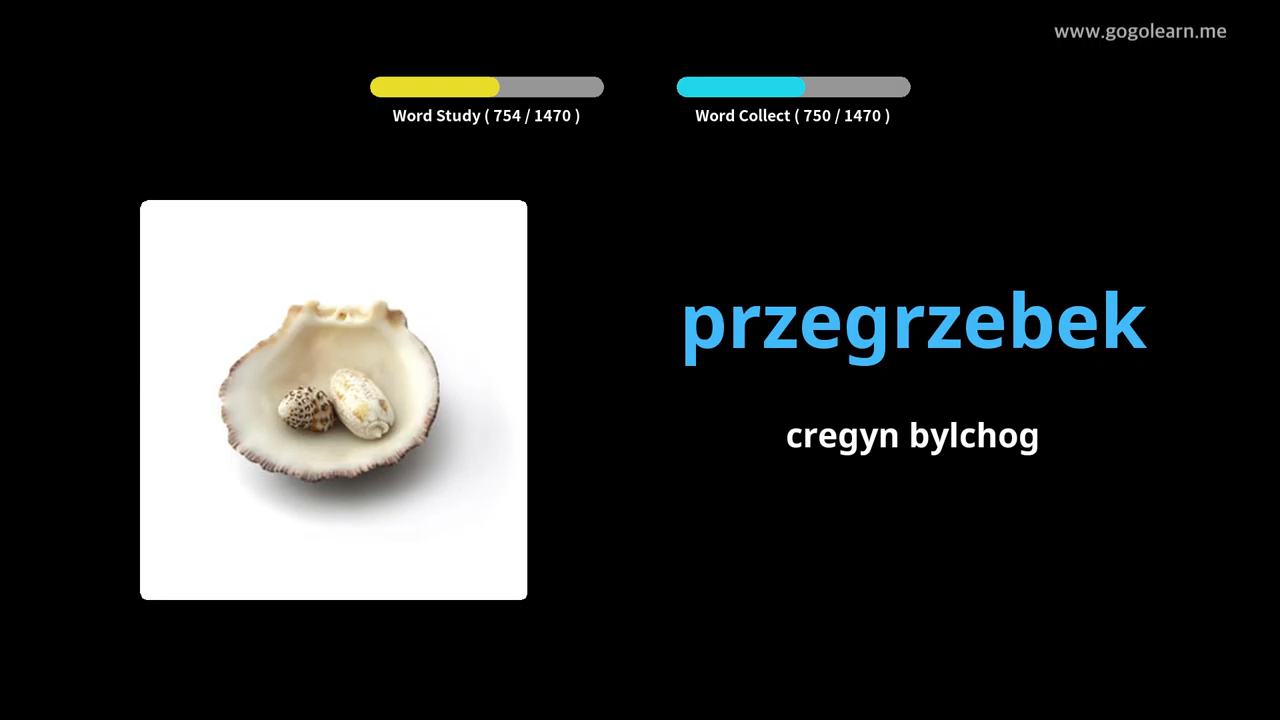 www.gogolearn.me
Word Study ( 754 / 1470 )
Word Collect ( 750 / 1470 )
przegrzebek
cregyn bylchog